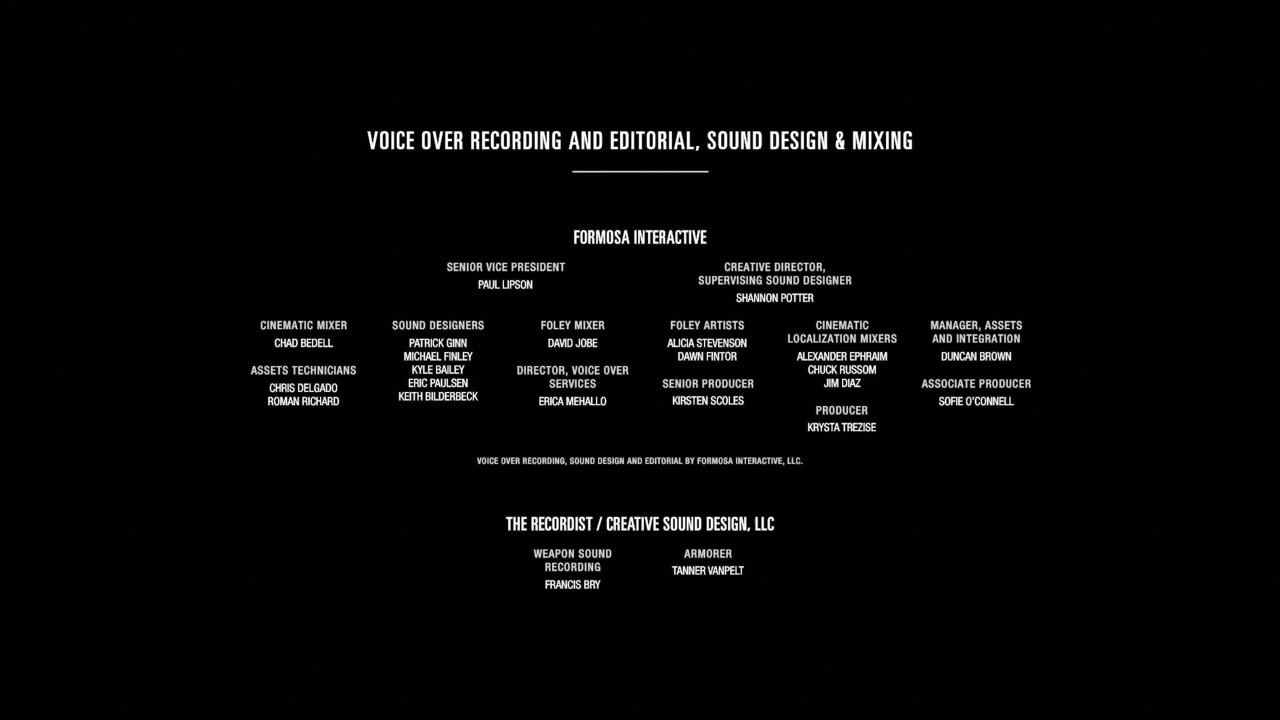 VOICE OVER RECORDING AND EDITORIAL, SOUND DESIGN & MIXING
FORMOSA INTERACTIVE
SENIOR VICE PRESIDENT
PAUL LIPSON
CREATIVE DIRECTOR,
SUPERVISING SOUND DESIGNER
SHANNON POTTER
CINEMATIC MIXER
CHAD BEDELL
ASSETS TECHNICIANS
CHRIS DELGADO
ROMAN RICHARD
SOUND DESIGNERS
PATRICK GINN
MICHAEL FINLEY
KYLE BAILEY
ERIC PAULSEN
KEITH BILDERBECK
FOLEY MIXER
DAVID JOBE
DIRECTOR, VOICE OVER
SERVICES
ERICA MEHALLO
FOLEY ARTISTS
ALICIA STEVENSON
DAWN FINTOR
SENIOR PRODUCER
KIRSTEN SCOLES
CINEMATIC
LOCALIZATION MIXERS
ALEXANDER EPHRAIM
CHUCK RUSSOM
JIM DIAZ
PRODUCER
KRYSTA TREZISE
MANAGER, ASSETS
AND INTEGRATION
DUNCAN BROWN
ASSOCIATE PRODUCER
SOFIE O'CONNELL
VOICE OVER RECORDING, SOUND DESIGN AND EDITORIAL BY FORMOSA INTERACTIVE, LLC.
THE RECORDIST / CREATIVE SOUND DESIGN, LLC
WEAPON SOUND
RECORDING
FRANCIS BRY
ARMORER
TANNER VANPELT